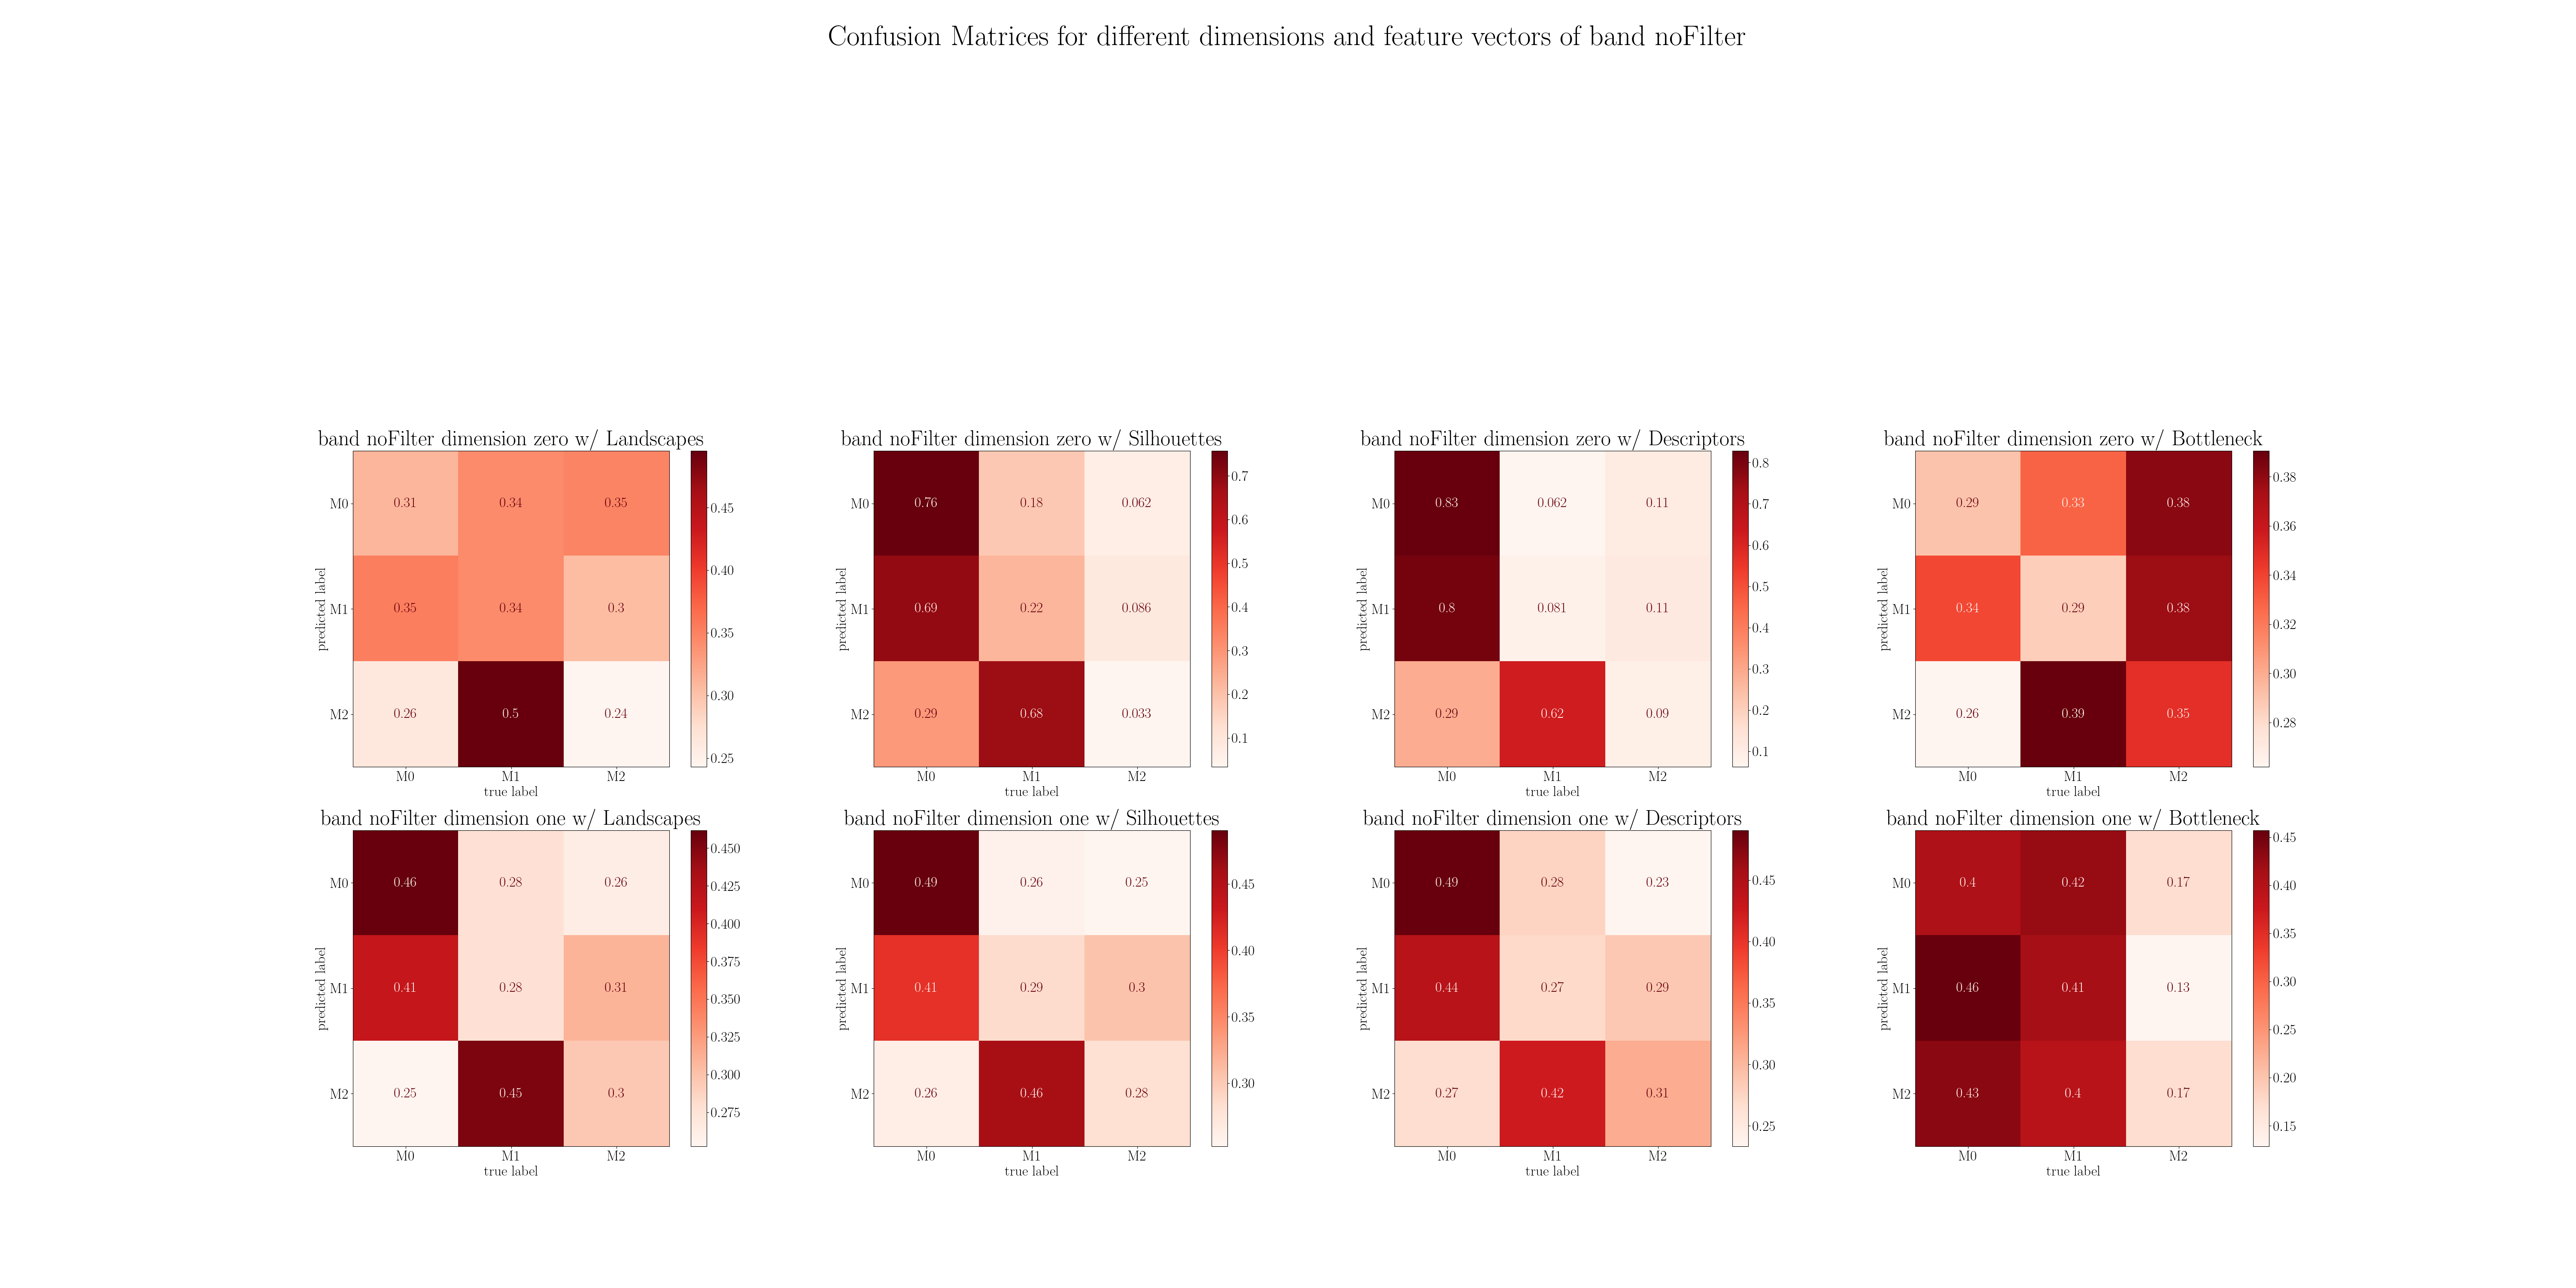 Confusion Matrices for different dimensions and feature vectors of band noFilter
band noFilter dimension zero w/ Landscapes
predicted label
M0 0.31 0.34 0.35
M1 0.35 0.34 0.3
M2 0.26 0.5 0.24
M0 M1 M2
true label
0.45
0.40
0.35
0.30
0.25
band noFilter dimension zero w/ Silhouettes
predicted label
M0 0.76 0.18 0.062
M1 0.69 0.22 0.086
M2 0.29 0.68 0.033
M0 M1 M2
true label
0.7
0.6
0.5
0.4
0.3
0.2
0.1
band noFilter dimension zero w/ Descriptors
predicted label
M0 0.83 0.062 0.11
M1 0.8 0.081 0.11
M2 0.29 0.62 0.09
M0 M1 M2
true label
0.8
0.7
0.6
0.5
0.4
0.3
0.2
0.1
band noFilter dimension zero w/ Bottleneck
predicted label
M0 0.29 0.33 0.38
M1 0.34 0.29 0.38
M2 0.26 0.39 0.35
M0 M1 M2
true label
0.38
0.36
0.34
0.32
0.30
0.28
band noFilter dimension one w/ Landscapes
predicted label
M0 0.46 0.28 0.26
M1 0.41 0.28 0.31
M2 0.25 0.45 0.3
M0 M1 M2
true label
0.450
0.425
0.400
0.375
0.350
0.325
0.300
0.275
band noFilter dimension one w/ Silhouettes
predicted label
M0 0.49 0.26 0.25
M1 0.41 0.29 0.3
M2 0.26 0.46 0.28
M0 M1 M2
true label
0.45
0.40
0.35
0.30
band noFilter dimension one w/ Descriptors
predicted label
M0 0.49 0.28 0.23
M1 0.44 0.27 0.29
M2 0.27 0.42 0.31
M0 M1 M2
true label
0.45
0.40
0.35
0.30
0.25
band noFilter dimension one w/ Bottleneck
predicted label
M0 0.4 0.42 0.17
M1 0.46 0.41 0.13
M2 0.43 0.4 0.17
M0 M1 M2
true label
0.45
0.40
0.35
0.30
0.25
0.20
0.15